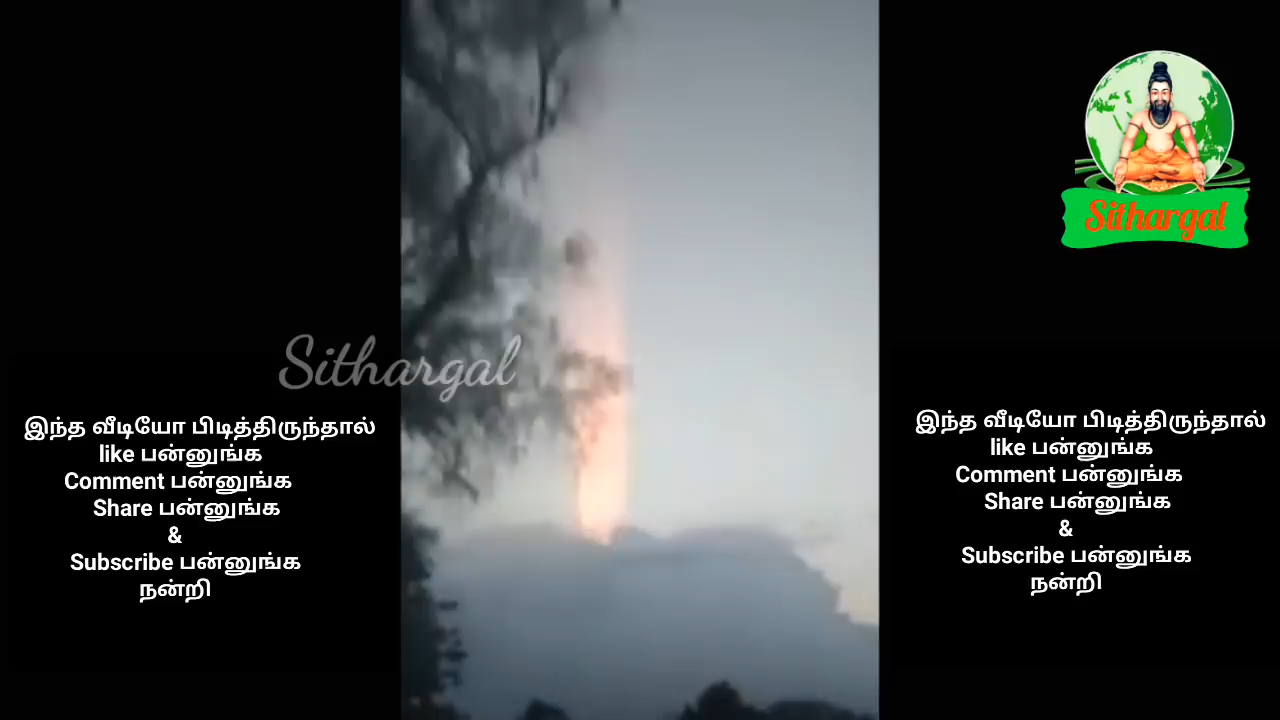 Sithargal
Sithargal
இந்த வீடியோ பிடித்திருந்தால்
like பன்னுங்க
Comment பன்னுங்க
Share பன்னுங்க
&
Subscribe பன்னுங்க
நன்றி
இந்த வீடியோ பிடித்திருந்தால்
like பன்னுங்க
Comment பன்னுங்க
Share பன்னுங்க
&
Subscribe பன்னுங்க
நன்றி